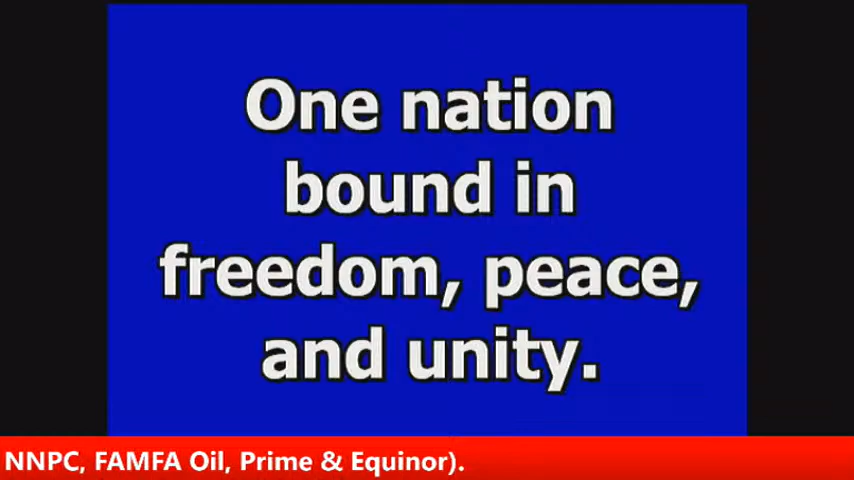 One nation
bound in
freedom, peace,
and unity.
NNPC, FAMFA Oil, Prime & Equinor).